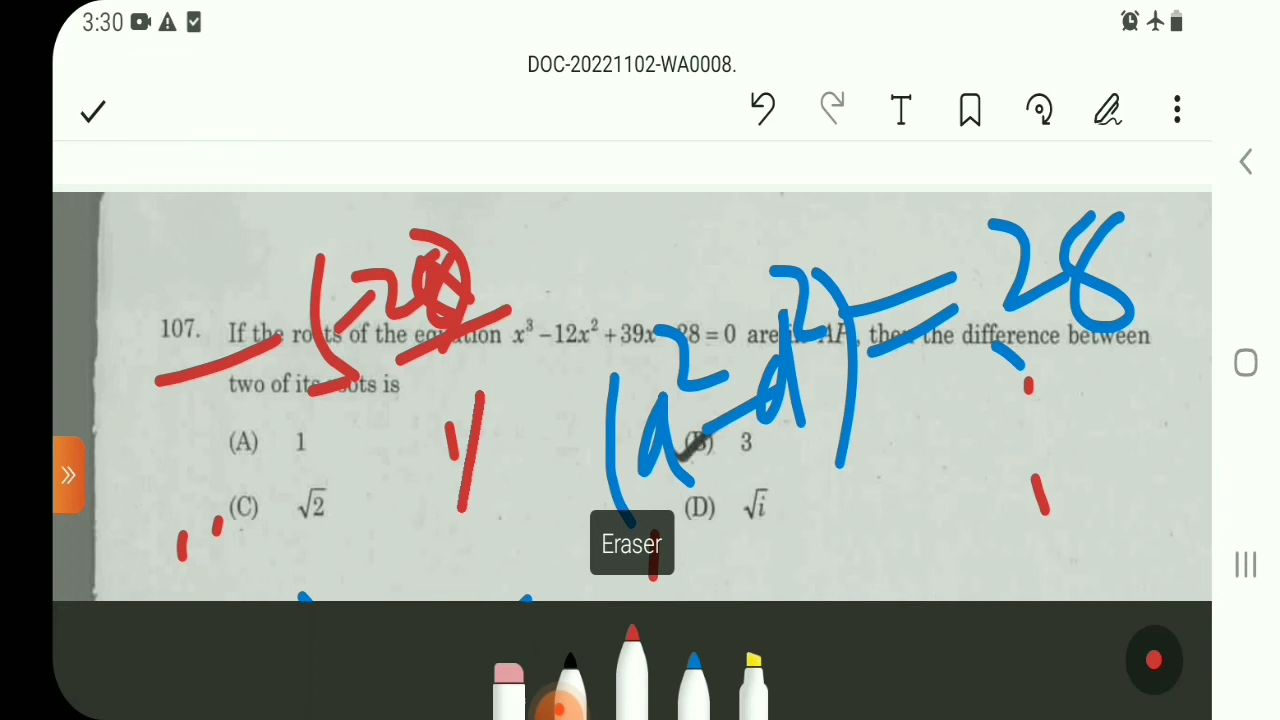 3:30
DOC-20221102-WA0008.
28
107. If the roots of the equation x³ −12x² +39x −28 = 0 are in AP, then the difference between
two of its roots is
(A) 1
(B) 3
(C) √2
(D) √i
(a² − d²) = 28
Eraser